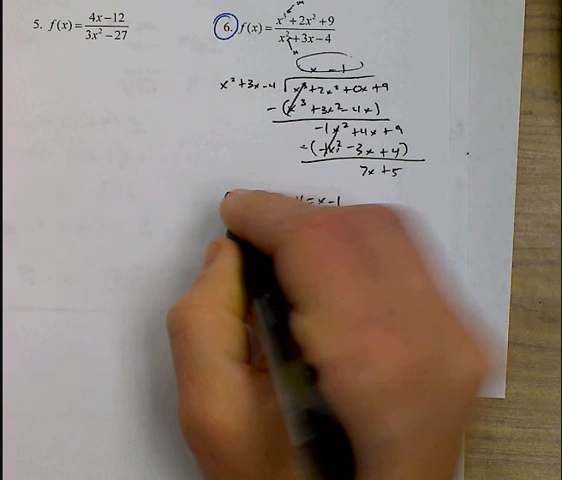 5. f(x) = (4x − 12)/(3x² − 27)
6. f(x) = (x³ + 2x² + 9)/(x² + 3x − 4)
x − 1
x² + 3x − 4 x³ + 2x² + 0x + 9
− (x³ + 3x² − 4x)
−1x² + 4x + 9
− (−1x² − 3x + 4)
7x + 5
y = x − 1